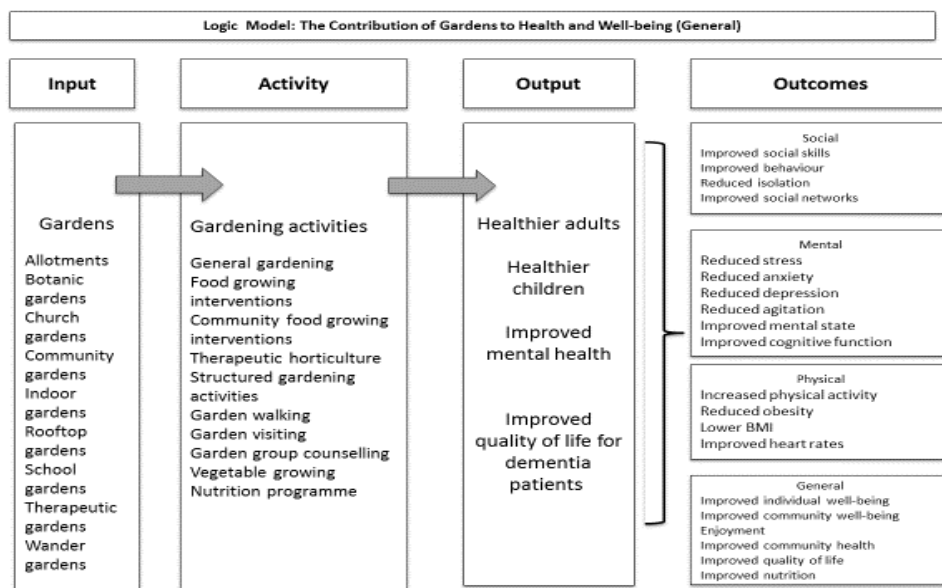 Logic Model: The Contribution of Gardens to Health and Well-being (General)
Input
Activity
Output
Outcomes
Gardens
Allotments
Botanic
gardens
Church
gardens
Community
gardens
Indoor
gardens
Rooftop
gardens
School
gardens
Therapeutic
gardens
Wander
gardens
Gardening activities
General gardening
Food growing
interventions
Community food growing
interventions
Therapeutic horticulture
Structured gardening
activities
Garden walking
Garden visiting
Garden group counselling
Vegetable growing
Nutrition programme
Healthier adults
Healthier
children
Improved
mental health
Improved
quality of life for
dementia
patients
Social
Improved social skills
Improved behaviour
Reduced isolation
Improved social networks
Mental
Reduced stress
Reduced anxiety
Reduced depression
Reduced agitation
Improved mental state
Improved cognitive function
Physical
Increased physical activity
Reduced obesity
Lower BMI
Improved heart rates
General
Improved individual well-being
Improved community well-being
Enjoyment
Improved community health
Improved quality of life
Improved nutrition